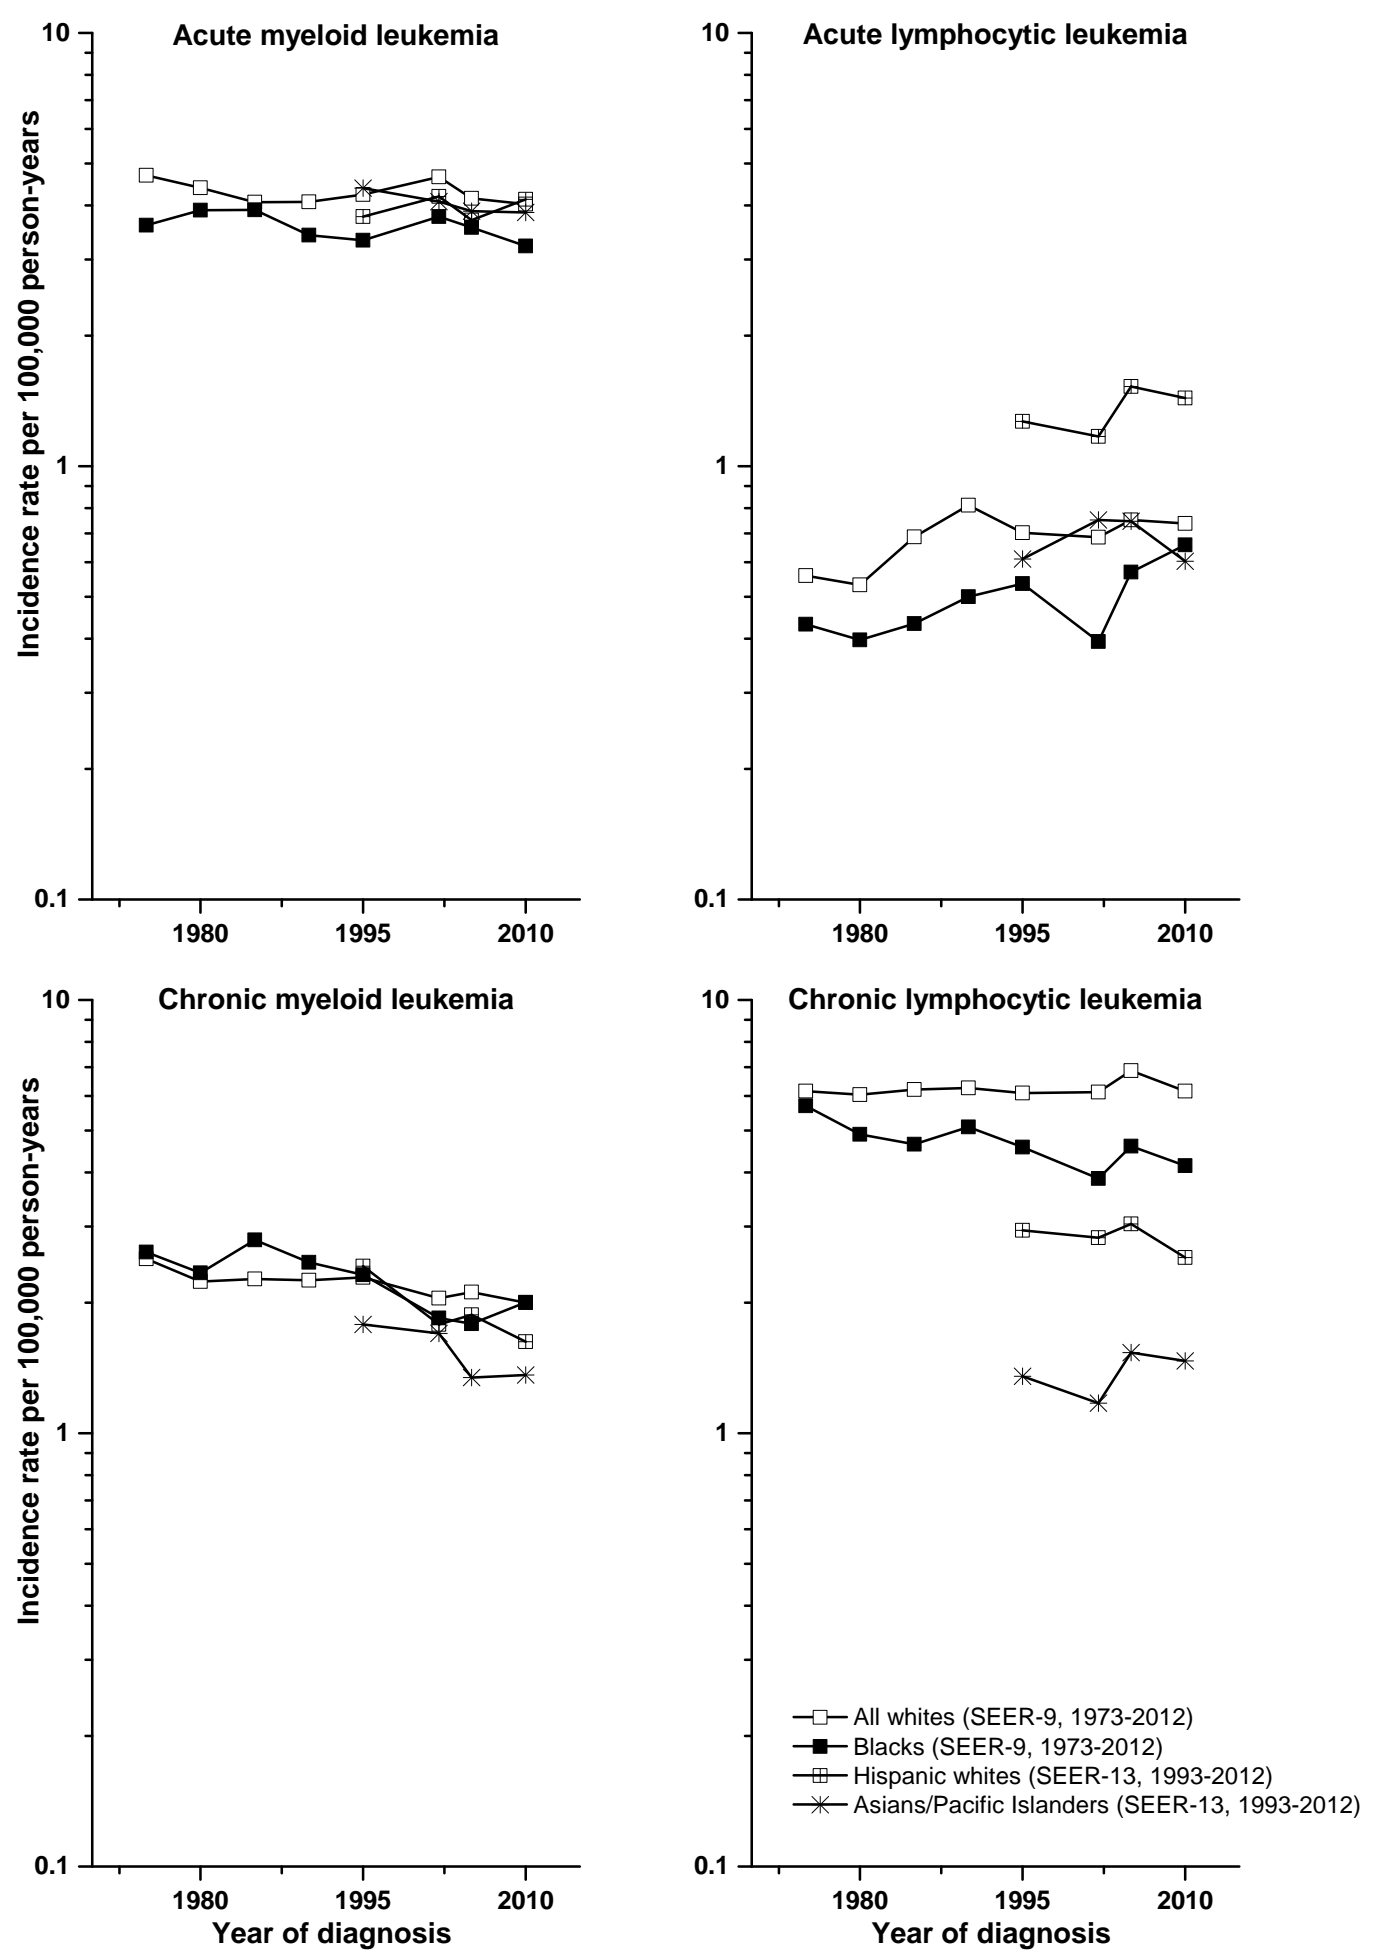 Acute myeloid leukemia
10
1
0.1
Incidence rate per 100,000 person-years
1980 1995 2010
Acute lymphocytic leukemia
10
1
0.1
1980 1995 2010
Chronic myeloid leukemia
10
1
0.1
Incidence rate per 100,000 person-years
1980 1995 2010
Year of diagnosis
Chronic lymphocytic leukemia
10
1
0.1
All whites (SEER-9, 1973-2012)
Blacks (SEER-9, 1973-2012)
Hispanic whites (SEER-13, 1993-2012)
Asians/Pacific Islanders (SEER-13, 1993-2012)
1980 1995 2010
Year of diagnosis